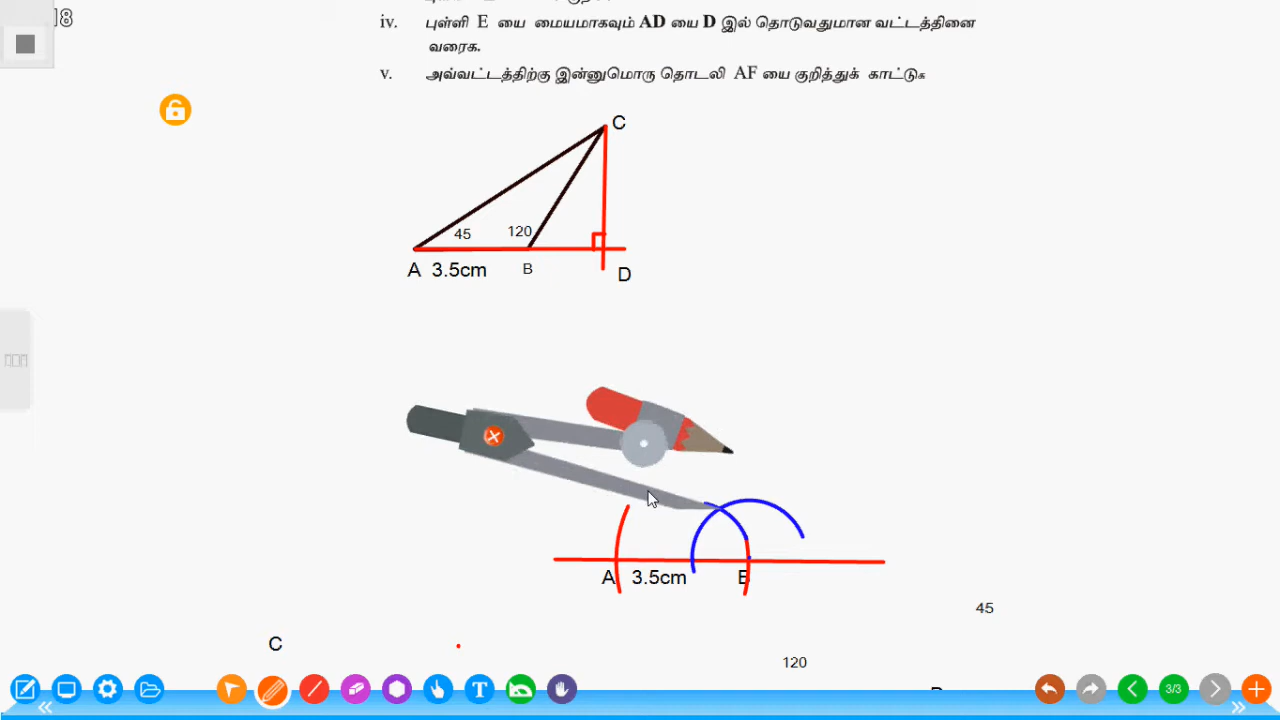 18
iv. புள்ளி E யை மையமாகவும் AD யை D இல் தொடுவதுமான வட்டத்தினை
வரைக.
v. அவ்வட்டத்திற்கு இன்னுமொரு தொடலி AF யை குறித்துக் காட்டுக
C
45 120
A 3.5cm B D
A 3.5cm B
45
C
120
3/3
T